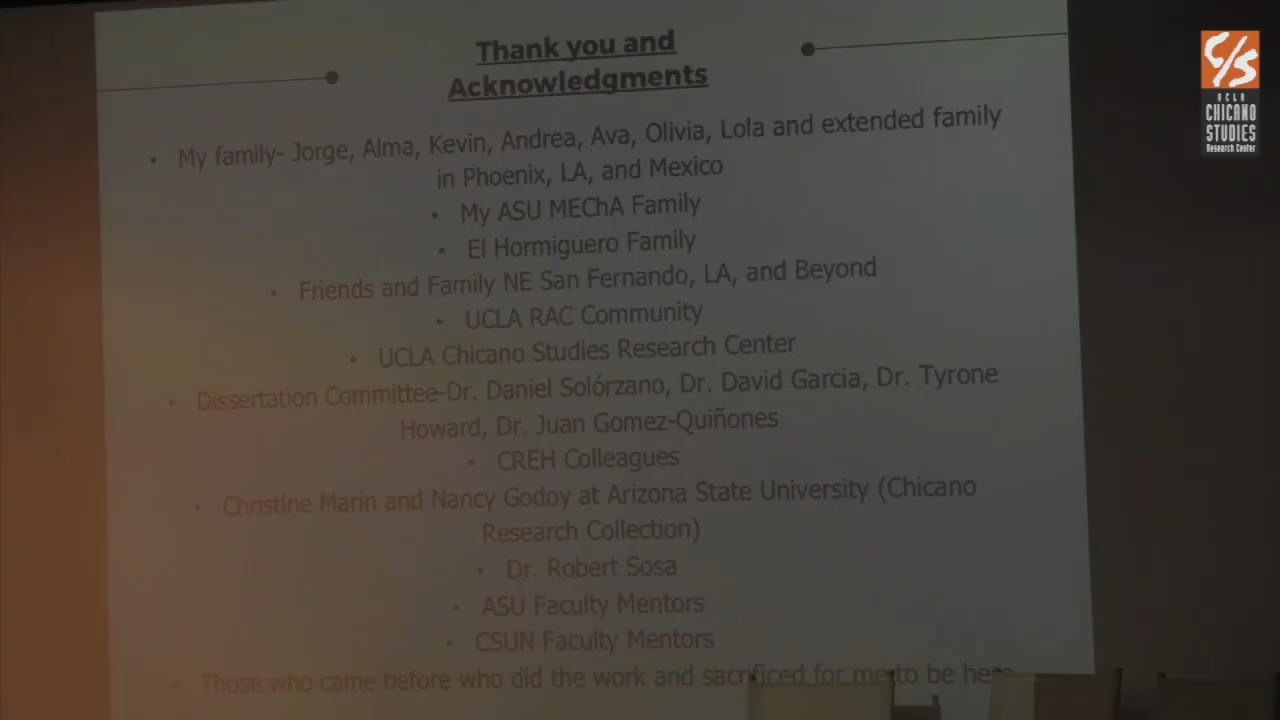 Thank you and
Acknowledgments
• My family- Jorge, Alma, Kevin, Andrea, Ava, Olivia, Lola and extended family
in Phoenix, LA, and Mexico
• My ASU MEChA Family
• El Hormiguero Family
• Friends and Family NE San Fernando, LA, and Beyond
• UCLA RAC Community
• UCLA Chicano Studies Research Center
• Dissertation Committee-Dr. Daniel Solórzano, Dr. David Garcia, Dr. Tyrone
Howard, Dr. Juan Gomez-Quiñones
• CREH Colleagues
• Christine Marin and Nancy Godoy at Arizona State University (Chicano
Research Collection)
• Dr. Robert Sosa
• ASU Faculty Mentors
• CSUN Faculty Mentors
• Those who came before who did the work and sacrificed for me to be here
C/S
UCLA
CHICANO
STUDIES
Research Center